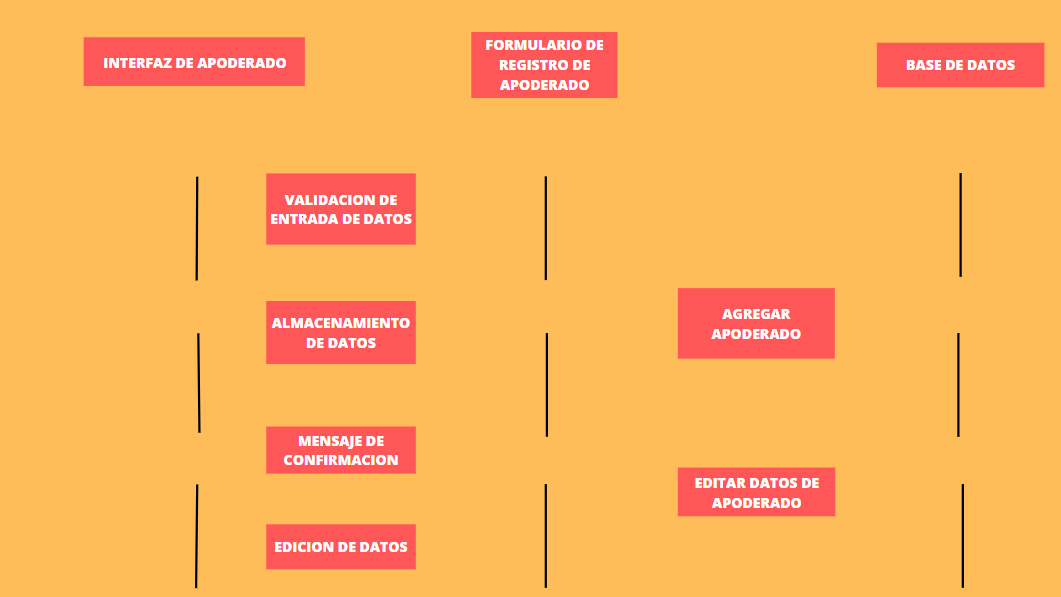 INTERFAZ DE APODERADO
FORMULARIO DE
REGISTRO DE
APODERADO
BASE DE DATOS
VALIDACION DE
ENTRADA DE DATOS
ALMACENAMIENTO
DE DATOS
AGREGAR
APODERADO
MENSAJE DE
CONFIRMACION
EDITAR DATOS DE
APODERADO
EDICION DE DATOS